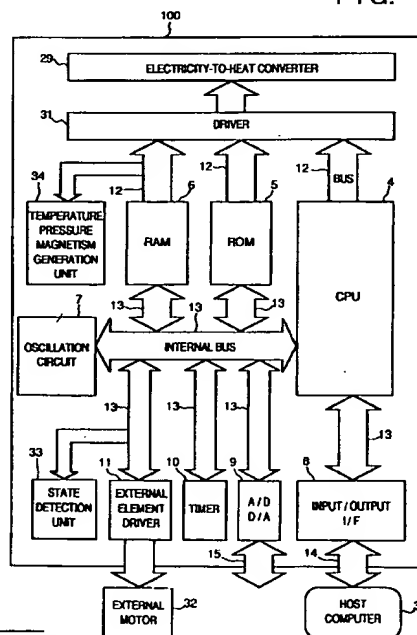 FIG.
100
29
ELECTRICITY-TO-HEAT CONVERTER
31
DRIVER
12
12
12
BUS
4
34
6
5
TEMPERATURE
PRESSURE
MAGNETISM
GENERATION
UNIT
RAM
ROM
CPU
7
13
13
13
OSCILLATION
CIRCUIT
INTERNAL BUS
13
13
13
13
33
11
10
9
8
STATE
DETECTION
UNIT
EXTERNAL
ELEMENT
DRIVER
TIMER
A/D
D/A
INPUT/OUTPUT
I/F
15
14
EXTERNAL
MOTOR
32
HOST
COMPUTER
3